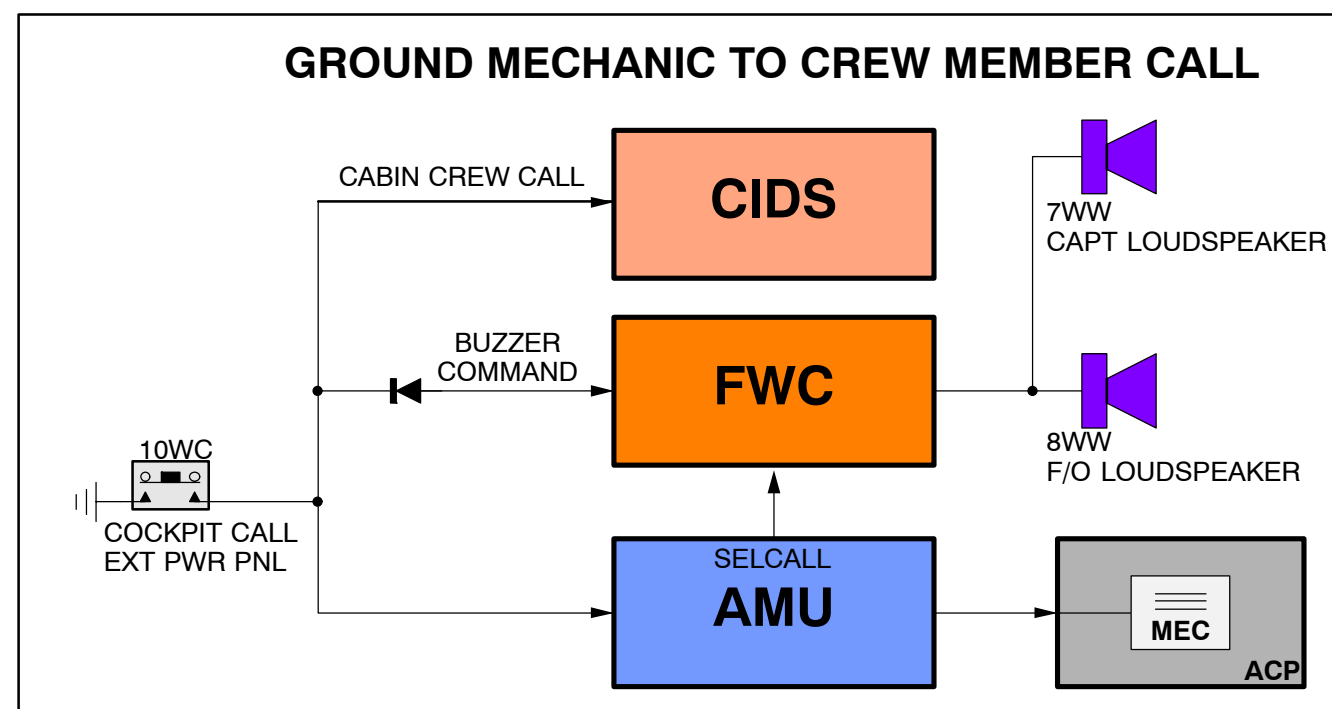 GROUND MECHANIC TO CREW MEMBER CALL
CABIN CREW CALL
CIDS
7WW
CAPT LOUDSPEAKER
BUZZER
COMMAND
FWC
8WW
F/O LOUDSPEAKER
10WC
COCKPIT CALL
EXT PWR PNL
SELCALL
AMU
MEC
ACP